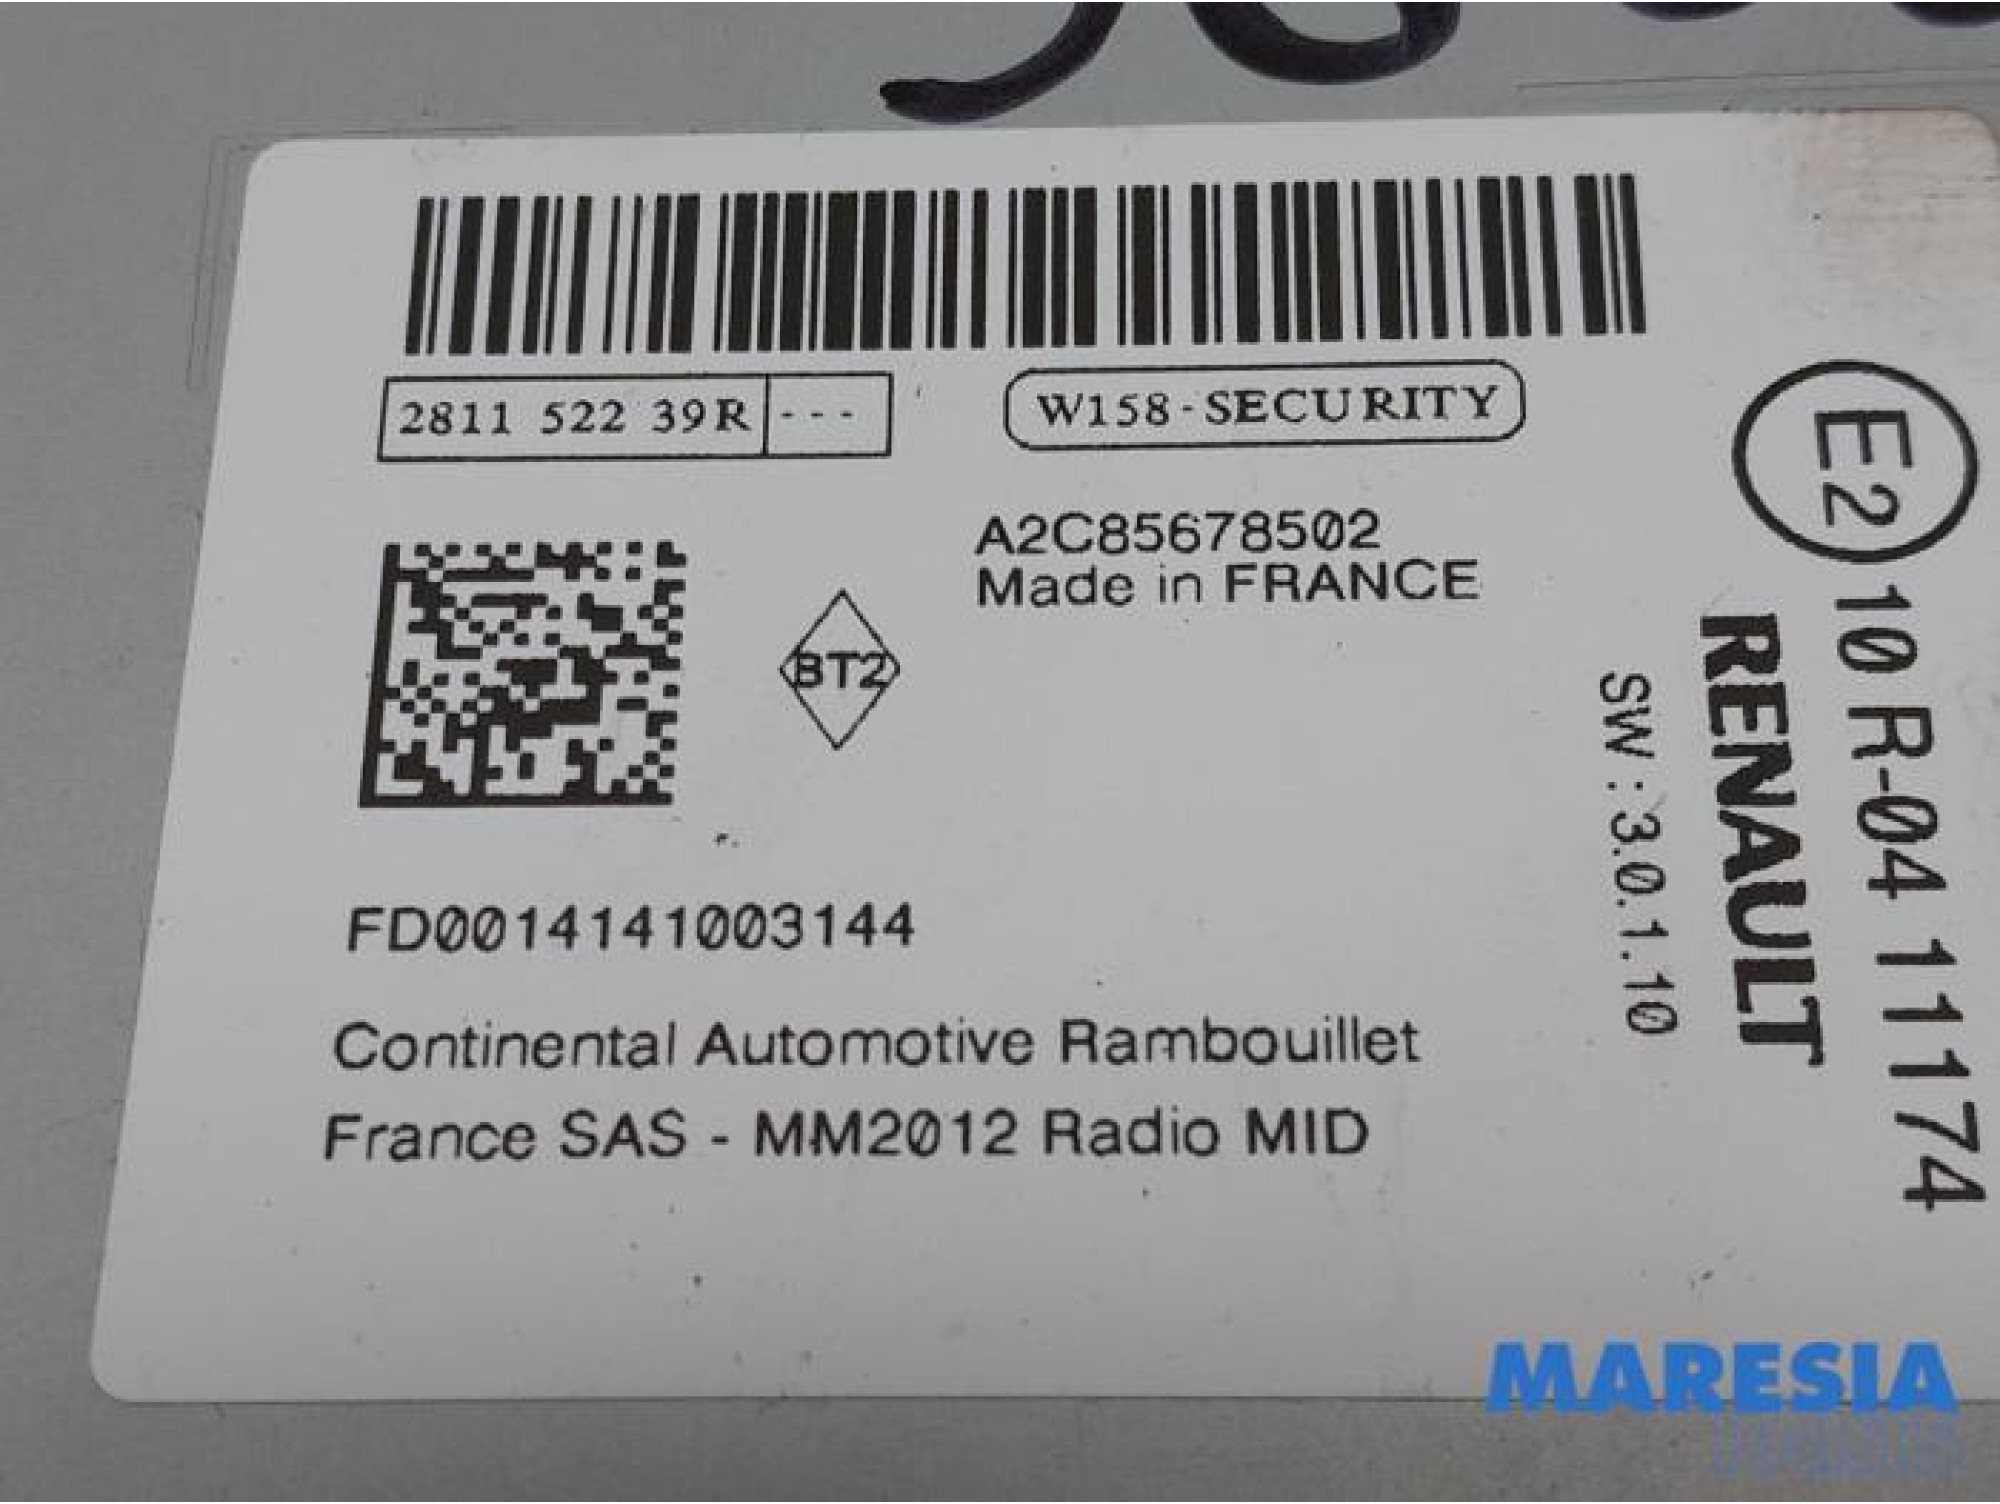 2811 522 39R ---
W158-SECURITY
A2C85678502
Made in FRANCE
BT2
FD0014141003144
Continental Automotive Rambouillet
France SAS - MM2012 Radio MID
SW:3.0.1.10
RENAULT
E2
10 R-04 11174
MARESIA